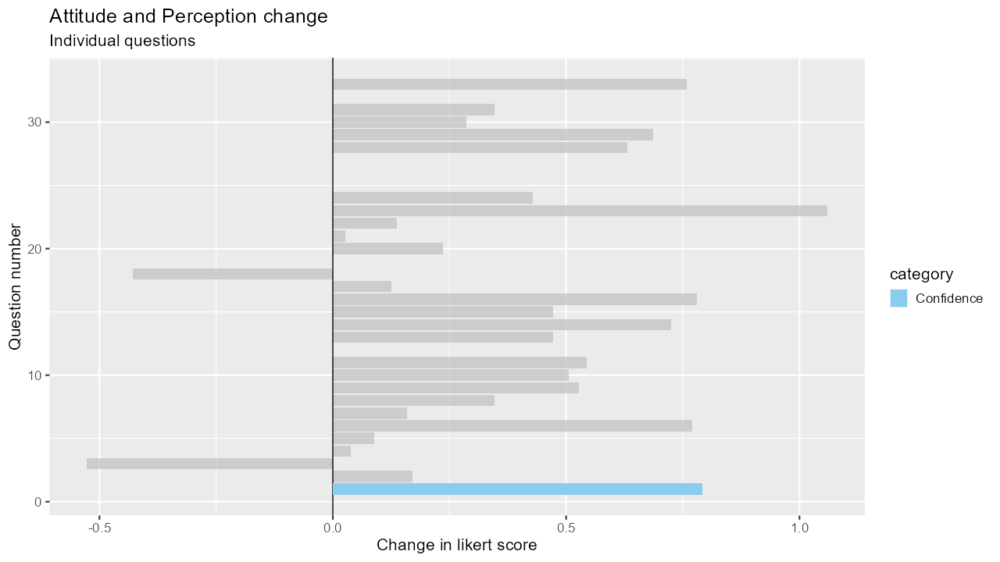 Attitude and Perception change
Individual questions
30
20
10
0
Question number
-0.5
0.0
0.5
1.0
Change in likert score
category
Confidence